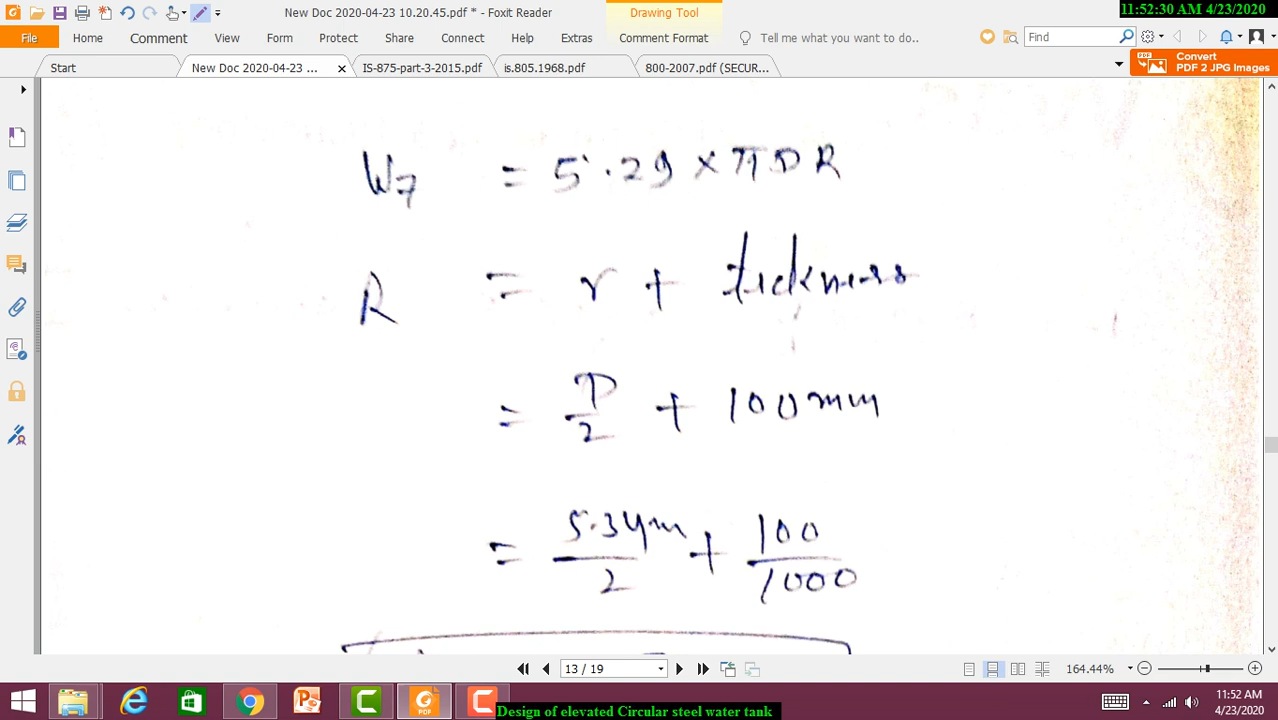 New Doc 2020-04-23 10.20.45.pdf * - Foxit Reader
Drawing Tool
11:52:30 AM 4/23/2020
File Home Comment View Form Protect Share Connect Help Extras Comment Format Tell me what you want to do.. Find
Start New Doc 2020-04-23 ... IS-875-part-3-2015.pdf is.805.1968.pdf 800-2007.pdf (SECUR...
Convert
PDF 2 JPG Images
W7 = 5.29 × π D R
R = r + tickness
= D/2 + 100mm
= 5.34m/2 + 100/1000
13 / 19
164.44%
PDF
11:52 AM
4/23/2020
Design of elevated Circular steel water tank